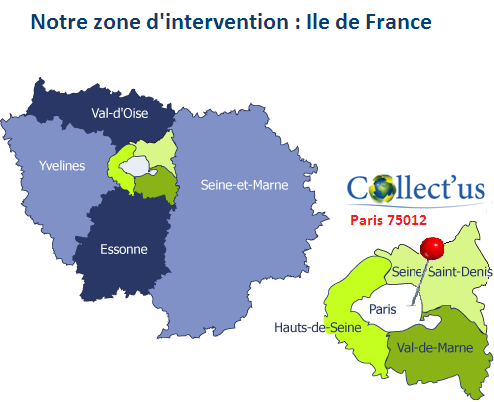 Notre zone d'intervention : Ile de France
Val-d'Oise
Yvelines
Seine-et-Marne
Essonne
Collect'us
Paris 75012
Seine-Saint-Denis
Paris
Hauts-de-Seine
Val-de-Marne